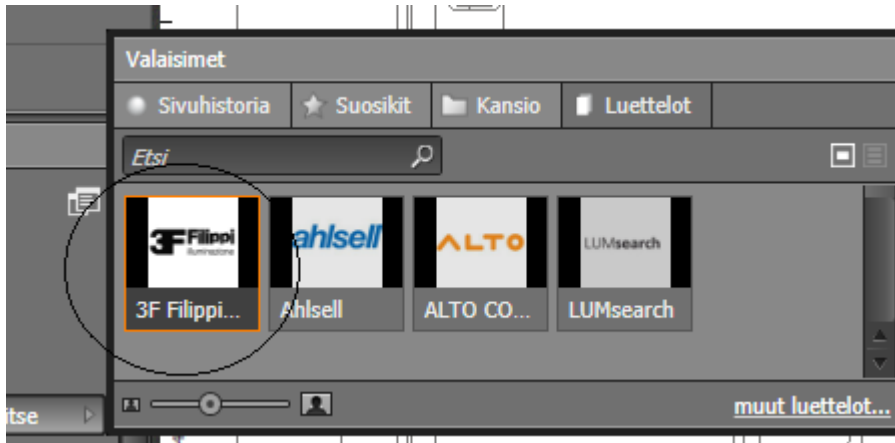 Valaisimet
Sivuhistoria Suosikit Kansio Luettelot
Etsi
3F Filippi ahlsell ALTO LUMsearch
Illuminazione
3F Filippi... Ahlsell ALTO CO... LUMsearch
itse
muut luettelot...